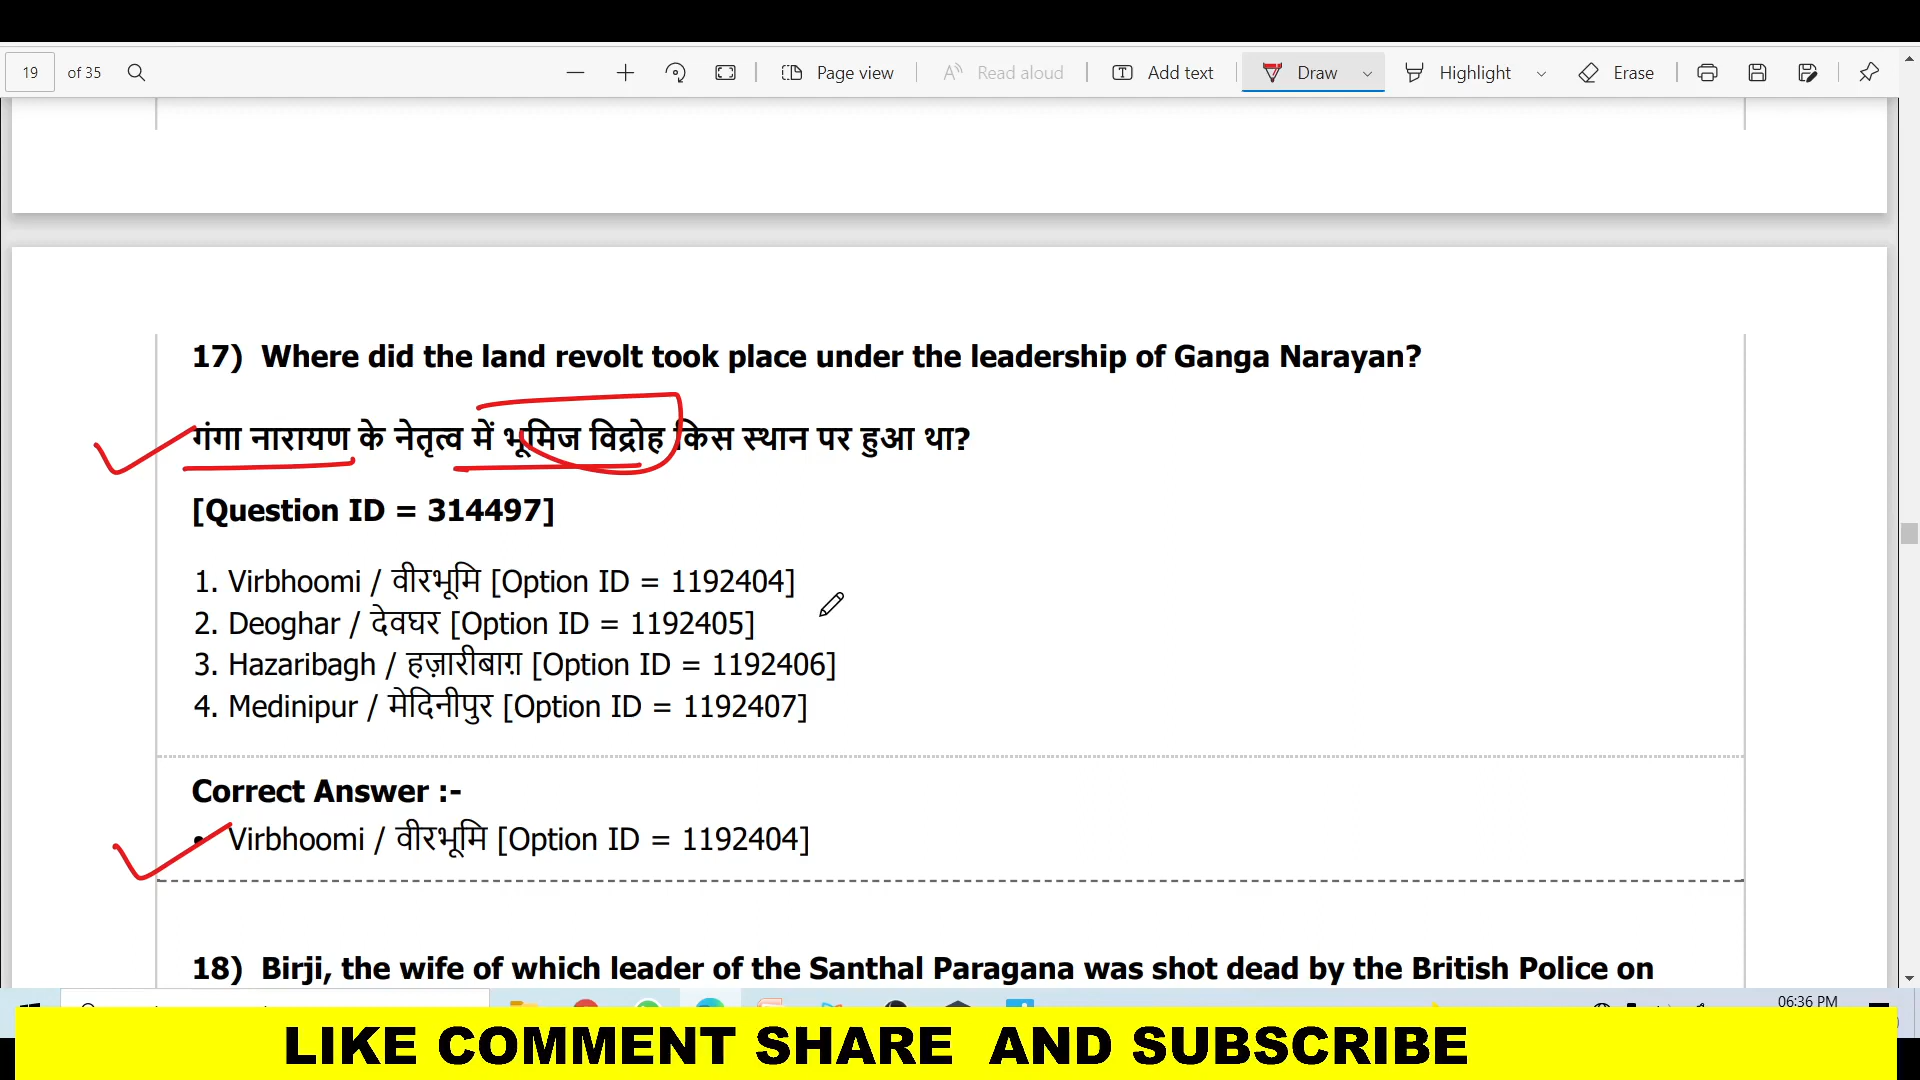 19 of 35 Page view Read aloud Add text Draw Highlight Erase
17) Where did the land revolt took place under the leadership of Ganga Narayan?
गंगा नारायण के नेतृत्व में भूमिज विद्रोह किस स्थान पर हुआ था?
[Question ID = 314497]
1. Virbhoomi / वीरभूमि [Option ID = 1192404]
2. Deoghar / देवघर [Option ID = 1192405]
3. Hazaribagh / हज़ारीबाग़ [Option ID = 1192406]
4. Medinipur / मेदिनीपुर [Option ID = 1192407]
Correct Answer :-
• Virbhoomi / वीरभूमि [Option ID = 1192404]
18) Birji, the wife of which leader of the Santhal Paragana was shot dead by the British Police on
06:36 PM
LIKE COMMENT SHARE AND SUBSCRIBE